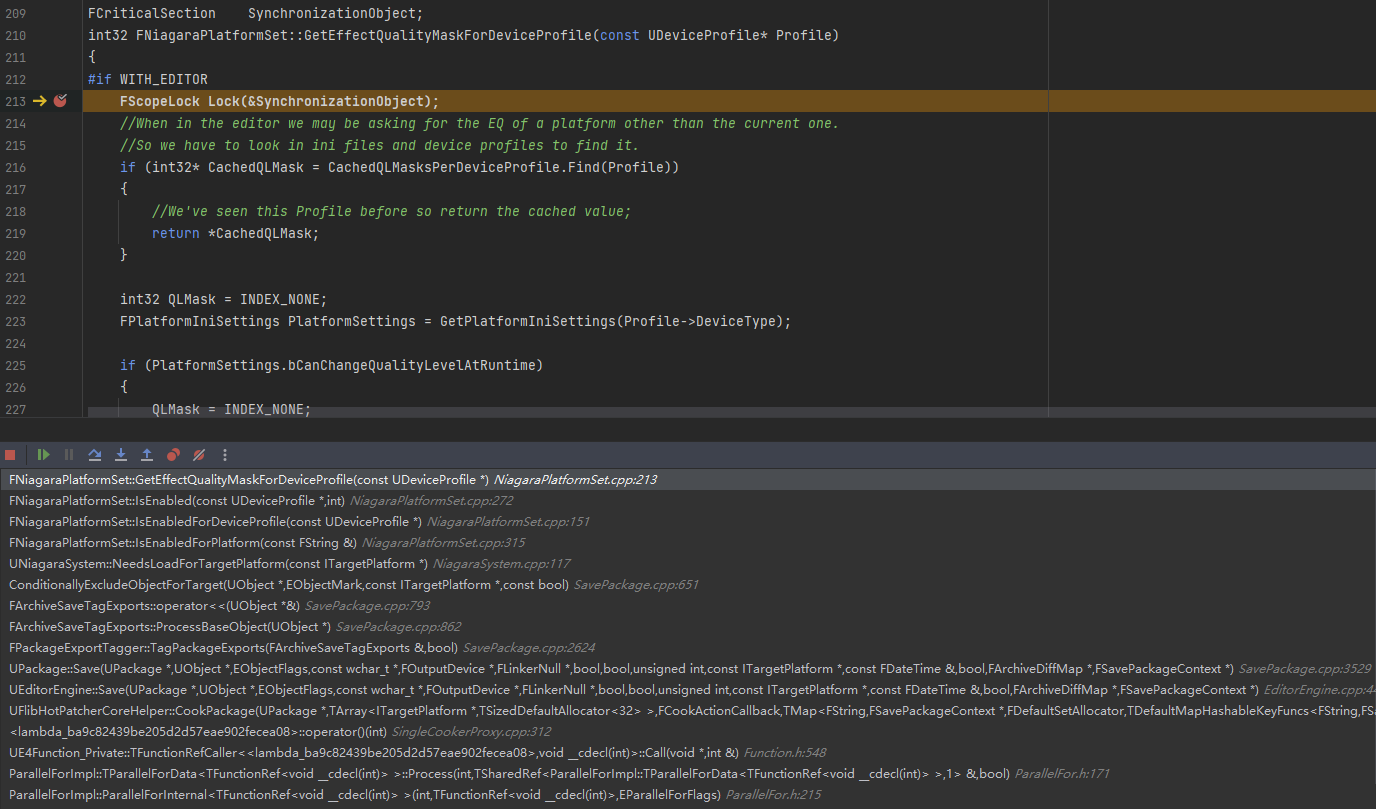 209 FCriticalSection    SynchronizationObject;
210 int32 FNiagaraPlatformSet::GetEffectQualityMaskForDeviceProfile(const UDeviceProfile* Profile)
211 {
212 #if WITH_EDITOR
213     FScopeLock Lock(&SynchronizationObject);
214     //When in the editor we may be asking for the EQ of a platform other than the current one.
215     //So we have to look in ini files and device profiles to find it.
216     if (int32* CachedQLMask = CachedQLMasksPerDeviceProfile.Find(Profile))
217     {
218         //We've seen this Profile before so return the cached value;
219         return *CachedQLMask;
220     }
221
222     int32 QLMask = INDEX_NONE;
223     FPlatformIniSettings PlatformSettings = GetPlatformIniSettings(Profile->DeviceType);
224
225     if (PlatformSettings.bCanChangeQualityLevelAtRuntime)
226     {
227         QLMask = INDEX_NONE;
FNiagaraPlatformSet::GetEffectQualityMaskForDeviceProfile(const UDeviceProfile *) NiagaraPlatformSet.cpp:213
FNiagaraPlatformSet::IsEnabled(const UDeviceProfile *,int) NiagaraPlatformSet.cpp:272
FNiagaraPlatformSet::IsEnabledForDeviceProfile(const UDeviceProfile *) NiagaraPlatformSet.cpp:151
FNiagaraPlatformSet::IsEnabledForPlatform(const FString &) NiagaraPlatformSet.cpp:315
UNiagaraSystem::NeedsLoadForTargetPlatform(const ITargetPlatform *) NiagaraSystem.cpp:117
ConditionallyExcludeObjectForTarget(UObject *,EObjectMark,const ITargetPlatform *,const bool) SavePackage.cpp:651
FArchiveSaveTagExports::operator<<(UObject *&) SavePackage.cpp:793
FArchiveSaveTagExports::ProcessBaseObject(UObject *) SavePackage.cpp:862
FPackageExportTagger::TagPackageExports(FArchiveSaveTagExports &,bool) SavePackage.cpp:2624
UPackage::Save(UPackage *,UObject *,EObjectFlags,const wchar_t *,FOutputDevice *,FLinkerNull *,bool,bool,unsigned int,const ITargetPlatform *,const FDateTime &,bool,FArchiveDiffMap *,FSavePackageContext *) SavePackage.cpp:3529
UEditorEngine::Save(UPackage *,UObject *,EObjectFlags,const wchar_t *,FOutputDevice *,FLinkerNull *,bool,bool,unsigned int,const ITargetPlatform *,const FDateTime &,bool,FArchiveDiffMap *,FSavePackageContext *) EditorEngine.cpp:44
UFlibHotPatcherCoreHelper::CookPackage(UPackage *,TArray<ITargetPlatform *,TSizedDefaultAllocator<32> >,FCookActionCallback,TMap<FString,FSavePackageContext *,FDefaultSetAllocator,TDefaultMapHashableKeyFuncs<FString,FSa
<lambda_ba9c82439be205d2d57eae902fecea08>::operator()(int) SingleCookerProxy.cpp:312
UE4Function_Private::TFunctionRefCaller<<lambda_ba9c82439be205d2d57eae902fecea08>,void __cdecl(int)>::Call(void *,int &) Function.h:548
ParallelForImpl::TParallelForData<TFunctionRef<void __cdecl(int)> >::Process(int,TSharedRef<ParallelForImpl::TParallelForData<TFunctionRef<void __cdecl(int)> >,1> &,bool) ParallelFor.h:171
ParallelForImpl::ParallelForInternal<TFunctionRef<void __cdecl(int)> >(int,TFunctionRef<void __cdecl(int)>,EParallelForFlags) ParallelFor.h:215